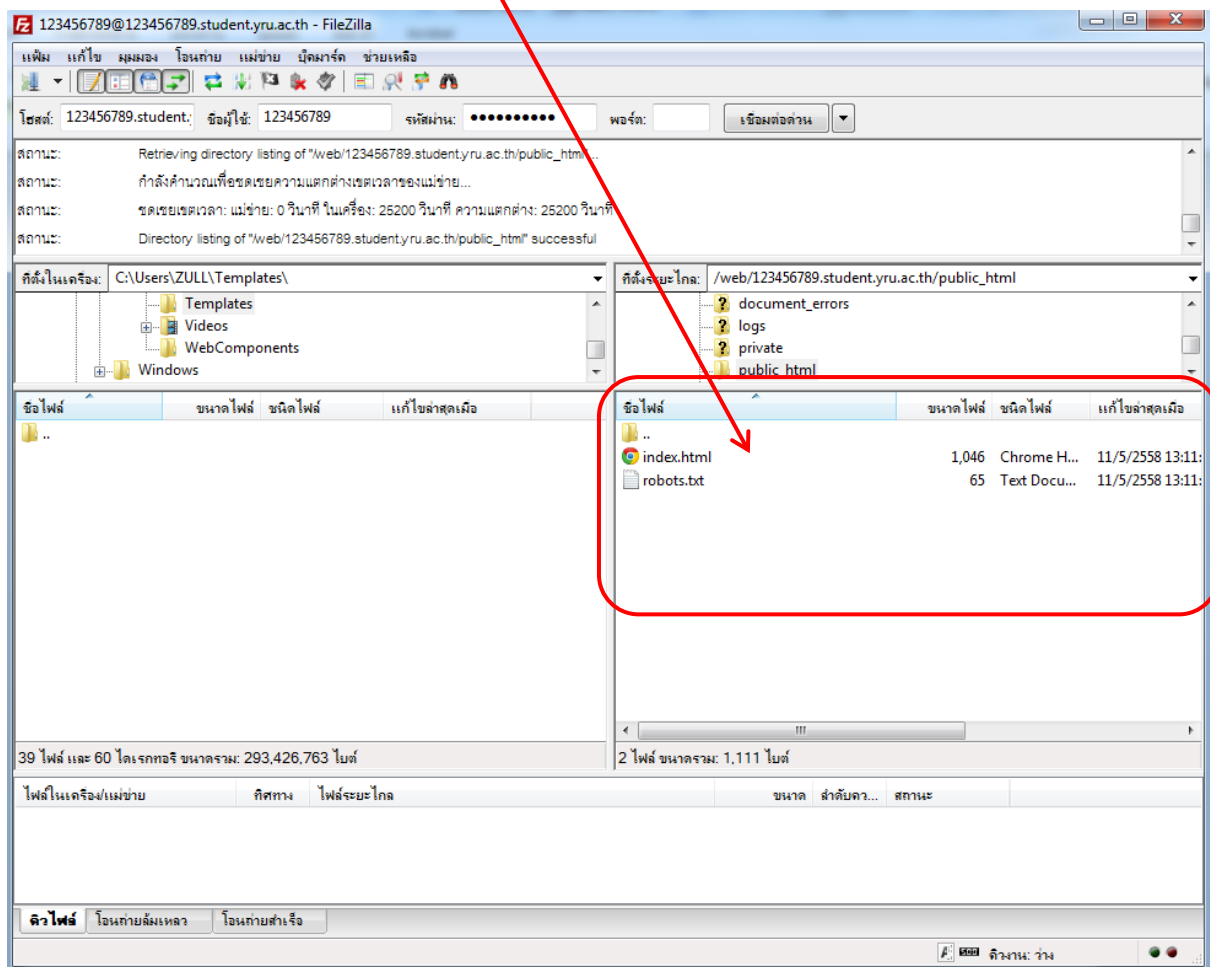 123456789@123456789.student.yru.ac.th - FileZilla
แฟ้ม แก้ไข มุมมอง โอนถ่าย แม่ข่าย บุ๊คมาร์ค ช่วยเหลือ
โฮสต์: 123456789.student. ชื่อผู้ใช้: 123456789 รหัสผ่าน: ●●●●●●●●●● พอร์ต: เชื่อมต่อด่วน
สถานะ: Retrieving directory listing of "/web/123456789.student.yru.ac.th/public_html"...
สถานะ: กำลังคำนวณเพื่อชดเชยความแตกต่างเขตเวลาของแม่ข่าย...
สถานะ: ชดเชยเขตเวลา: แม่ข่าย: 0 วินาที ในเครื่อง: 25200 วินาที ความแตกต่าง: 25200 วินาที
สถานะ: Directory listing of "/web/123456789.student.yru.ac.th/public_html" successful
ที่ตั้งในเครื่อง: C:\Users\ZULL\Templates\
Templates
Videos
WebComponents
Windows
ที่ตั้งระยะไกล: /web/123456789.student.yru.ac.th/public_html
document_errors
logs
private
public_html
ชื่อไฟล์ ขนาดไฟล์ ชนิดไฟล์ แก้ไขล่าสุดเมื่อ
..
39 ไฟล์ และ 60 ไดเรกทอรี ขนาดรวม: 293,426,763 ไบต์
ชื่อไฟล์ ขนาดไฟล์ ชนิดไฟล์ แก้ไขล่าสุดเมื่อ
..
index.html 1,046 Chrome H... 11/5/2558 13:11:
robots.txt 65 Text Docu... 11/5/2558 13:11:
2 ไฟล์ ขนาดรวม: 1,111 ไบต์
ไฟล์ในเครื่อง/แม่ข่าย ทิศทาง ไฟล์ระยะไกล ขนาด ลำดับคว... สถานะ
คิวไฟล์ โอนถ่ายล้มเหลว โอนถ่ายสำเร็จ
คิวงาน: ว่าง